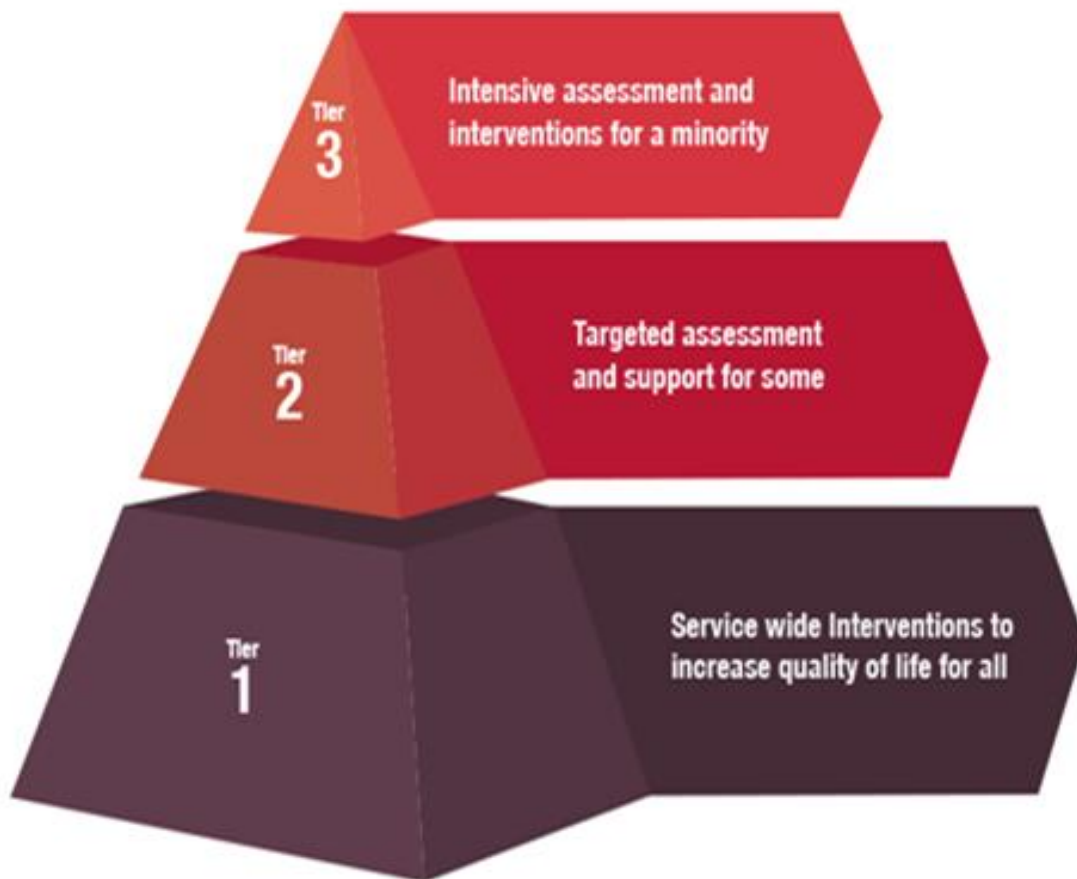 Tier
3
Intensive assessment and
interventions for a minority
Tier
2
Targeted assessment
and support for some
Tier
1
Service wide Interventions to
increase quality of life for all